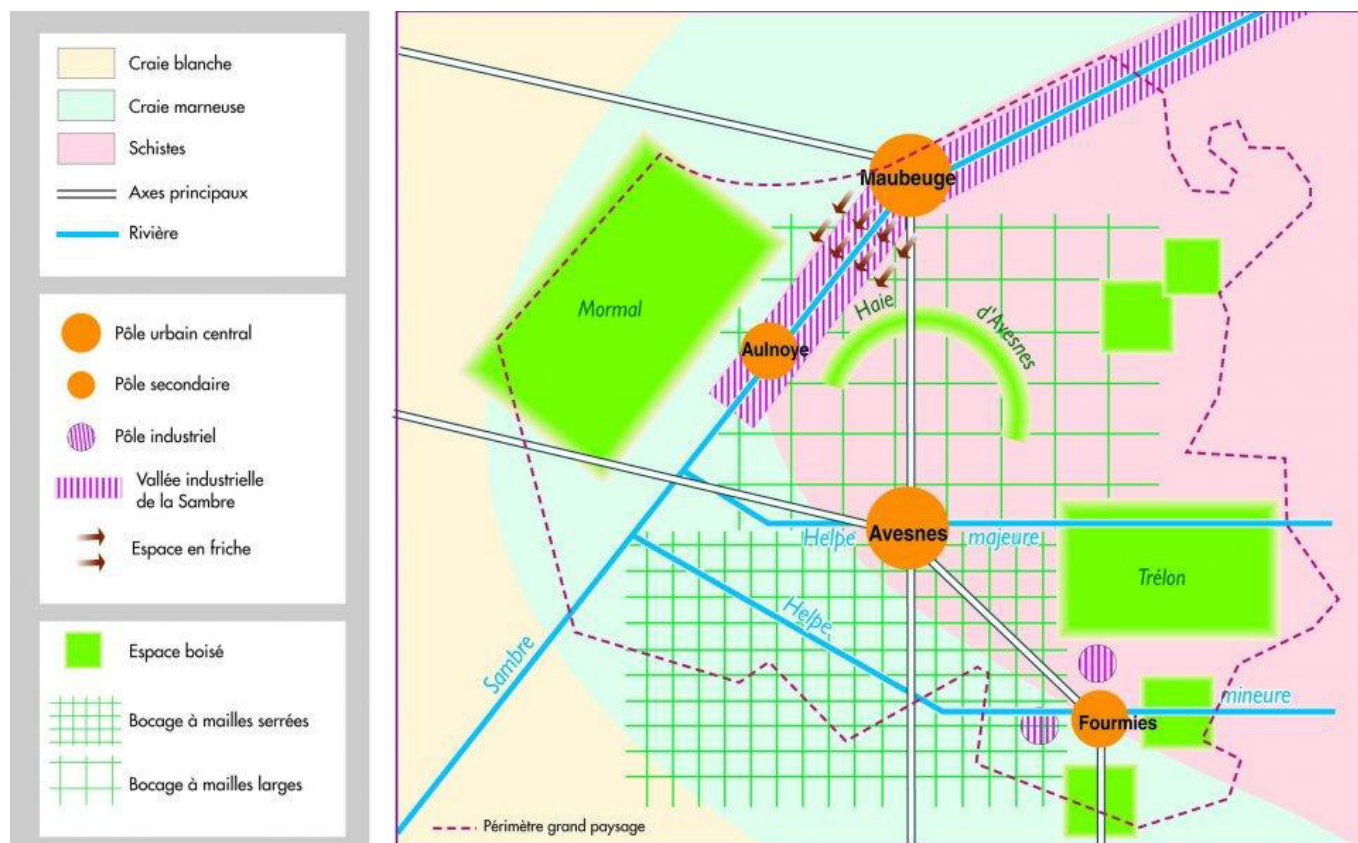 Craie blanche
Craie marneuse
Schistes
Axes principaux
Rivière
Pôle urbain central
Pôle secondaire
Pôle industriel
Vallée industrielle
de la Sambre
Espace en friche
Espace boisé
Bocage à mailles serrées
Bocage à mailles larges
Maubeuge
Mormal
Haie
d'Avesnes
Aulnoye
Avesnes
Helpe
majeure
Trélon
Helpe
Sambre
mineure
Fourmies
Périmètre grand paysage